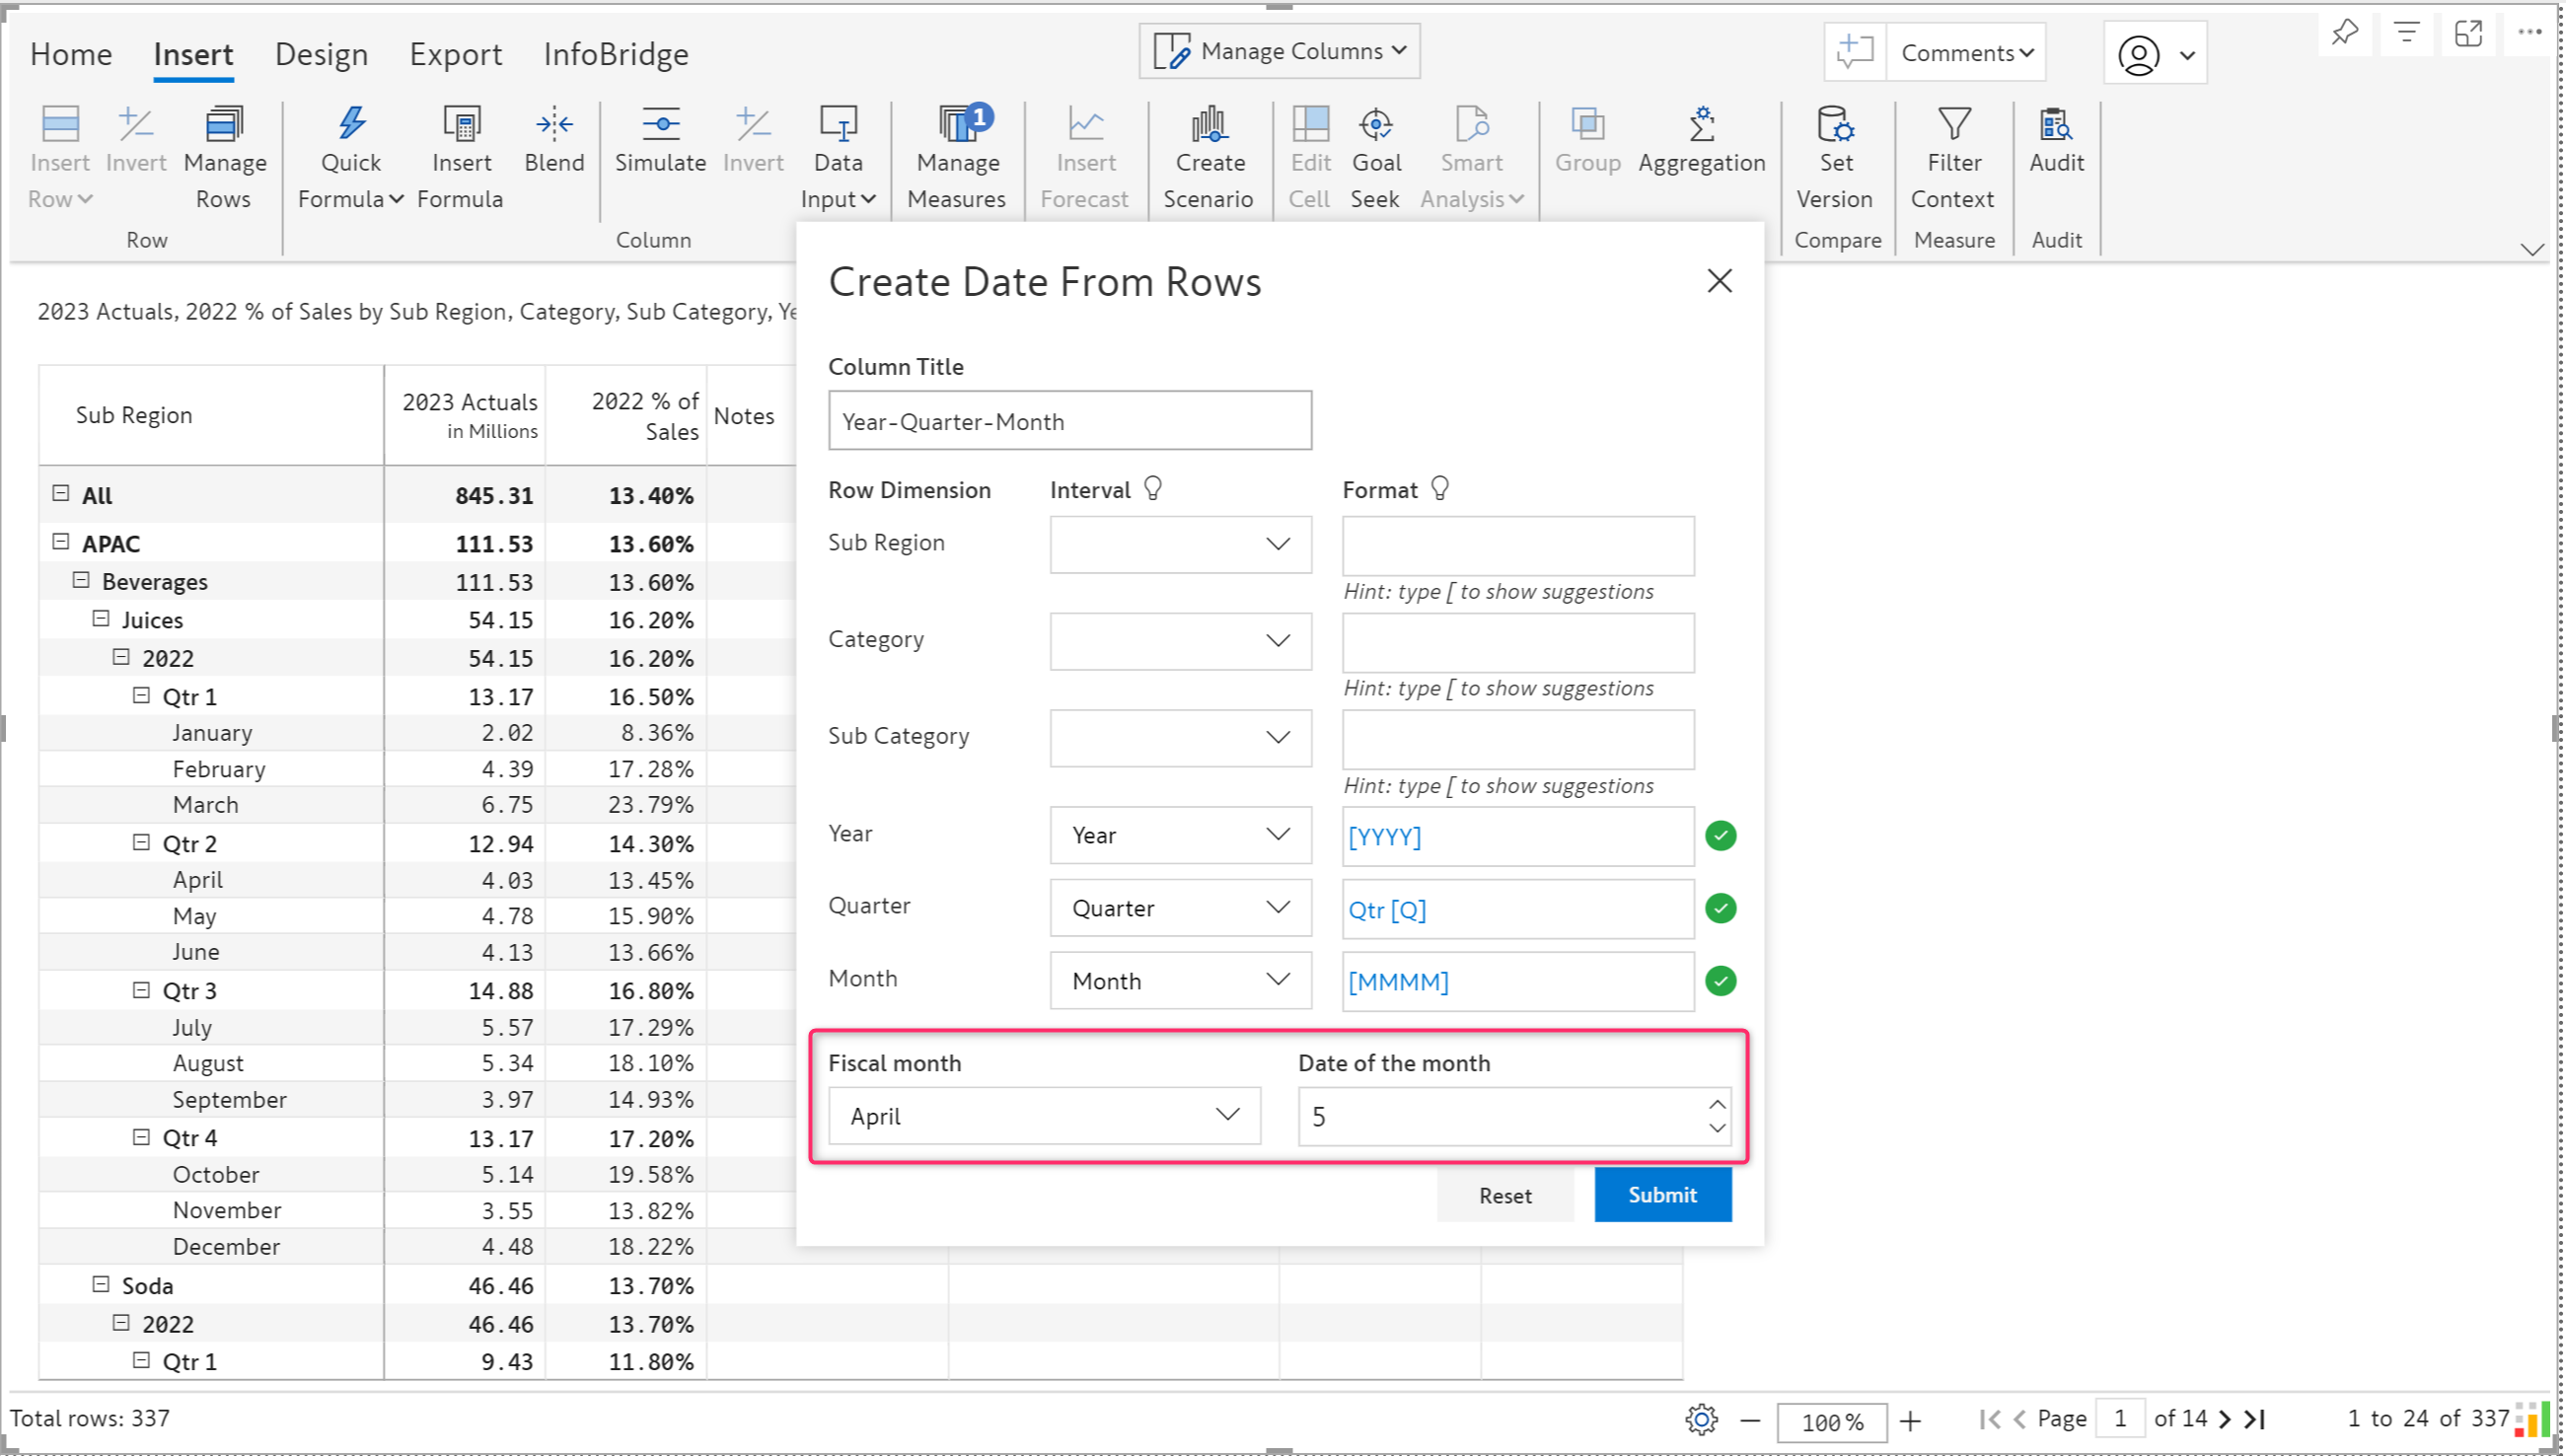 Home Insert Design Export InfoBridge Manage Columns Comments
Insert Row Invert Manage Rows Quick Formula Insert Formula Blend Simulate Invert Data Input Manage Measures 1 Insert Forecast Create Scenario Edit Cell Goal Seek Smart Analysis Group Aggregation Set Version Filter Context Audit
Row Column Compare Measure Audit
2023 Actuals, 2022 % of Sales by Sub Region, Category, Sub Category, Ye
Sub Region 2023 Actuals in Millions 2022 % of Sales Notes
All 845.31 13.40%
APAC 111.53 13.60%
Beverages 111.53 13.60%
Juices 54.15 16.20%
2022 54.15 16.20%
Qtr 1 13.17 16.50%
January 2.02 8.36%
February 4.39 17.28%
March 6.75 23.79%
Qtr 2 12.94 14.30%
April 4.03 13.45%
May 4.78 15.90%
June 4.13 13.66%
Qtr 3 14.88 16.80%
July 5.57 17.29%
August 5.34 18.10%
September 3.97 14.93%
Qtr 4 13.17 17.20%
October 5.14 19.58%
November 3.55 13.82%
December 4.48 18.22%
Soda 46.46 13.70%
2022 46.46 13.70%
Qtr 1 9.43 11.80%
Create Date From Rows
Column Title
Year-Quarter-Month
Row Dimension Interval Format
Sub Region
Hint: type [ to show suggestions
Category
Hint: type [ to show suggestions
Sub Category
Hint: type [ to show suggestions
Year Year [YYYY]
Quarter Quarter Qtr [Q]
Month Month [MMMM]
Fiscal month Date of the month
April 5
Reset Submit
Total rows: 337 100 % Page 1 of 14 1 to 24 of 337